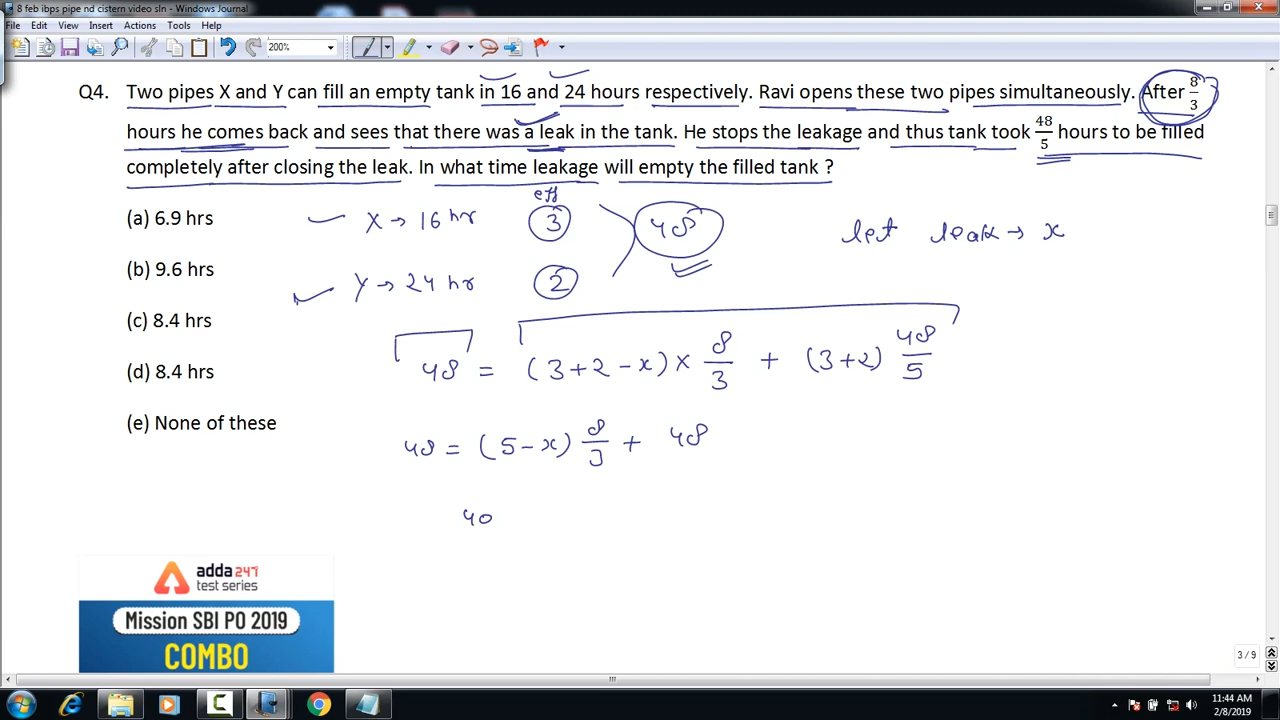 8 feb ibps pipe nd cistern video sln - Windows Journal
File Edit View Insert Actions Tools Help
200%
Q4. Two pipes X and Y can fill an empty tank in 16 and 24 hours respectively. Ravi opens these two pipes simultaneously. After 8/3
hours he comes back and sees that there was a leak in the tank. He stops the leakage and thus tank took 48/5 hours to be filled
completely after closing the leak. In what time leakage will empty the filled tank ?
eff
(a) 6.9 hrs
X → 16 hr 3 48 let leak → x
(b) 9.6 hrs
Y → 24 hr 2
(c) 8.4 hrs
48 = (3+2-x) × 8/3 + (3+2) 48/5
(d) 8.4 hrs
(e) None of these
48 = (5-x) 8/3 + 48
40
adda247
test series
Mission SBI PO 2019
COMBO
3 / 9
11:44 AM
2/8/2019